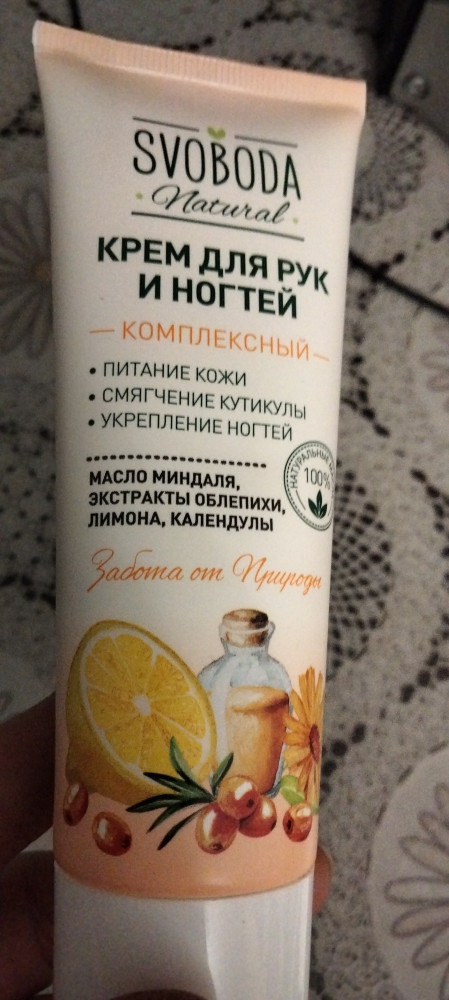 SVOBODA
Natural
КРЕМ ДЛЯ РУК
И НОГТЕЙ
КОМПЛЕКСНЫЙ
• ПИТАНИЕ КОЖИ
• СМЯГЧЕНИЕ КУТИКУЛЫ
• УКРЕПЛЕНИЕ НОГТЕЙ
НАТУРАЛЬНЫЕ
100%
МАСЛО МИНДАЛЯ,
ЭКСТРАКТЫ ОБЛЕПИХИ,
ЛИМОНА, КАЛЕНДУЛЫ
Забота от Природы